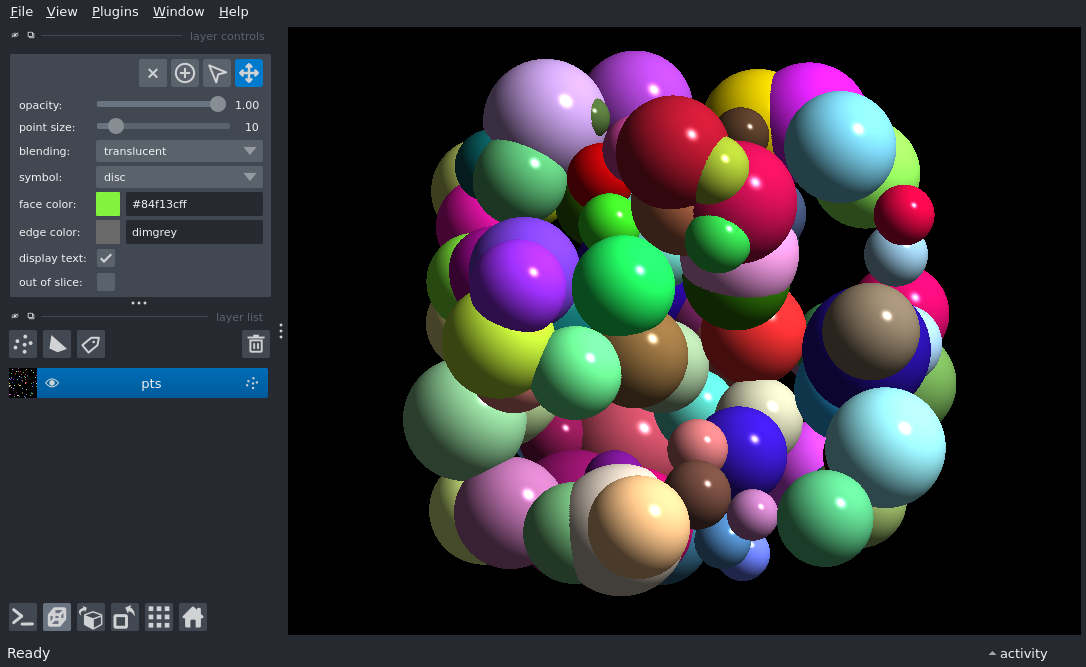 File View Plugins Window Help
layer controls
opacity: 1.00
point size: 10
blending: translucent
symbol: disc
face color: #84f13cff
edge color: dimgrey
display text:
out of slice:
layer list
pts
Ready
activity